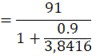 = 91 / (1 + 0.9 / 3,8416)